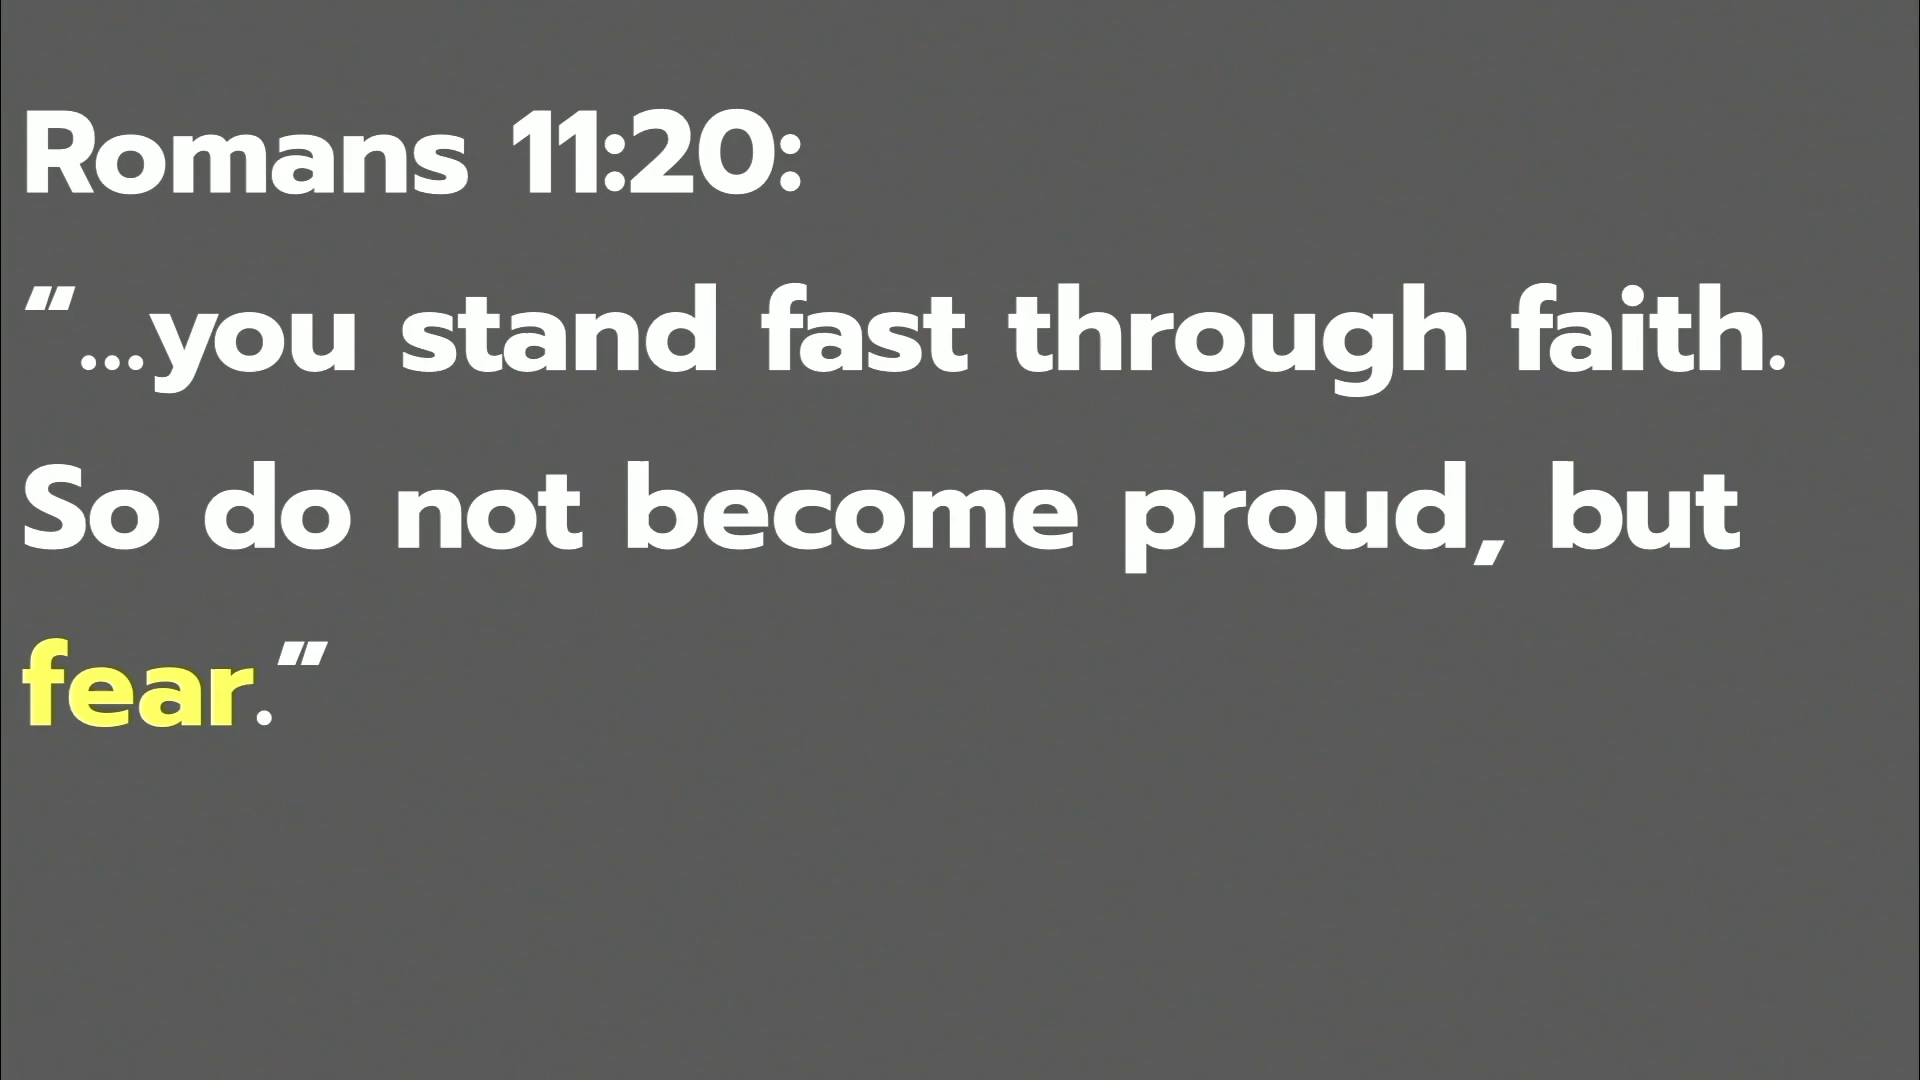 Romans 11:20:
“...you stand fast through faith.
So do not become proud, but
fear.”